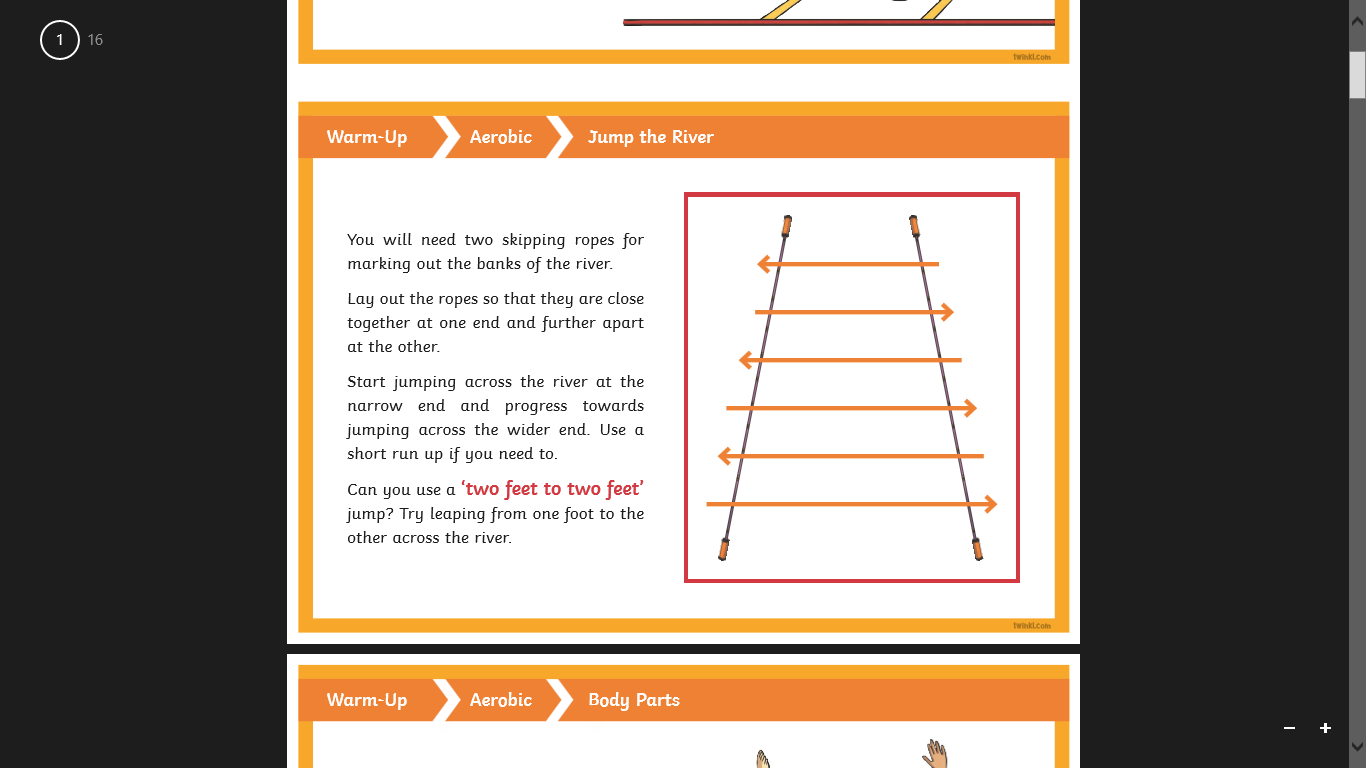 1 16
twinkl.com
Warm-Up Aerobic Jump the River
You will need two skipping ropes for
marking out the banks of the river.
Lay out the ropes so that they are close
together at one end and further apart
at the other.
Start jumping across the river at the
narrow end and progress towards
jumping across the wider end. Use a
short run up if you need to.
Can you use a ‘two feet to two feet’
jump? Try leaping from one foot to the
other across the river.
twinkl.com
Warm-Up Aerobic Body Parts